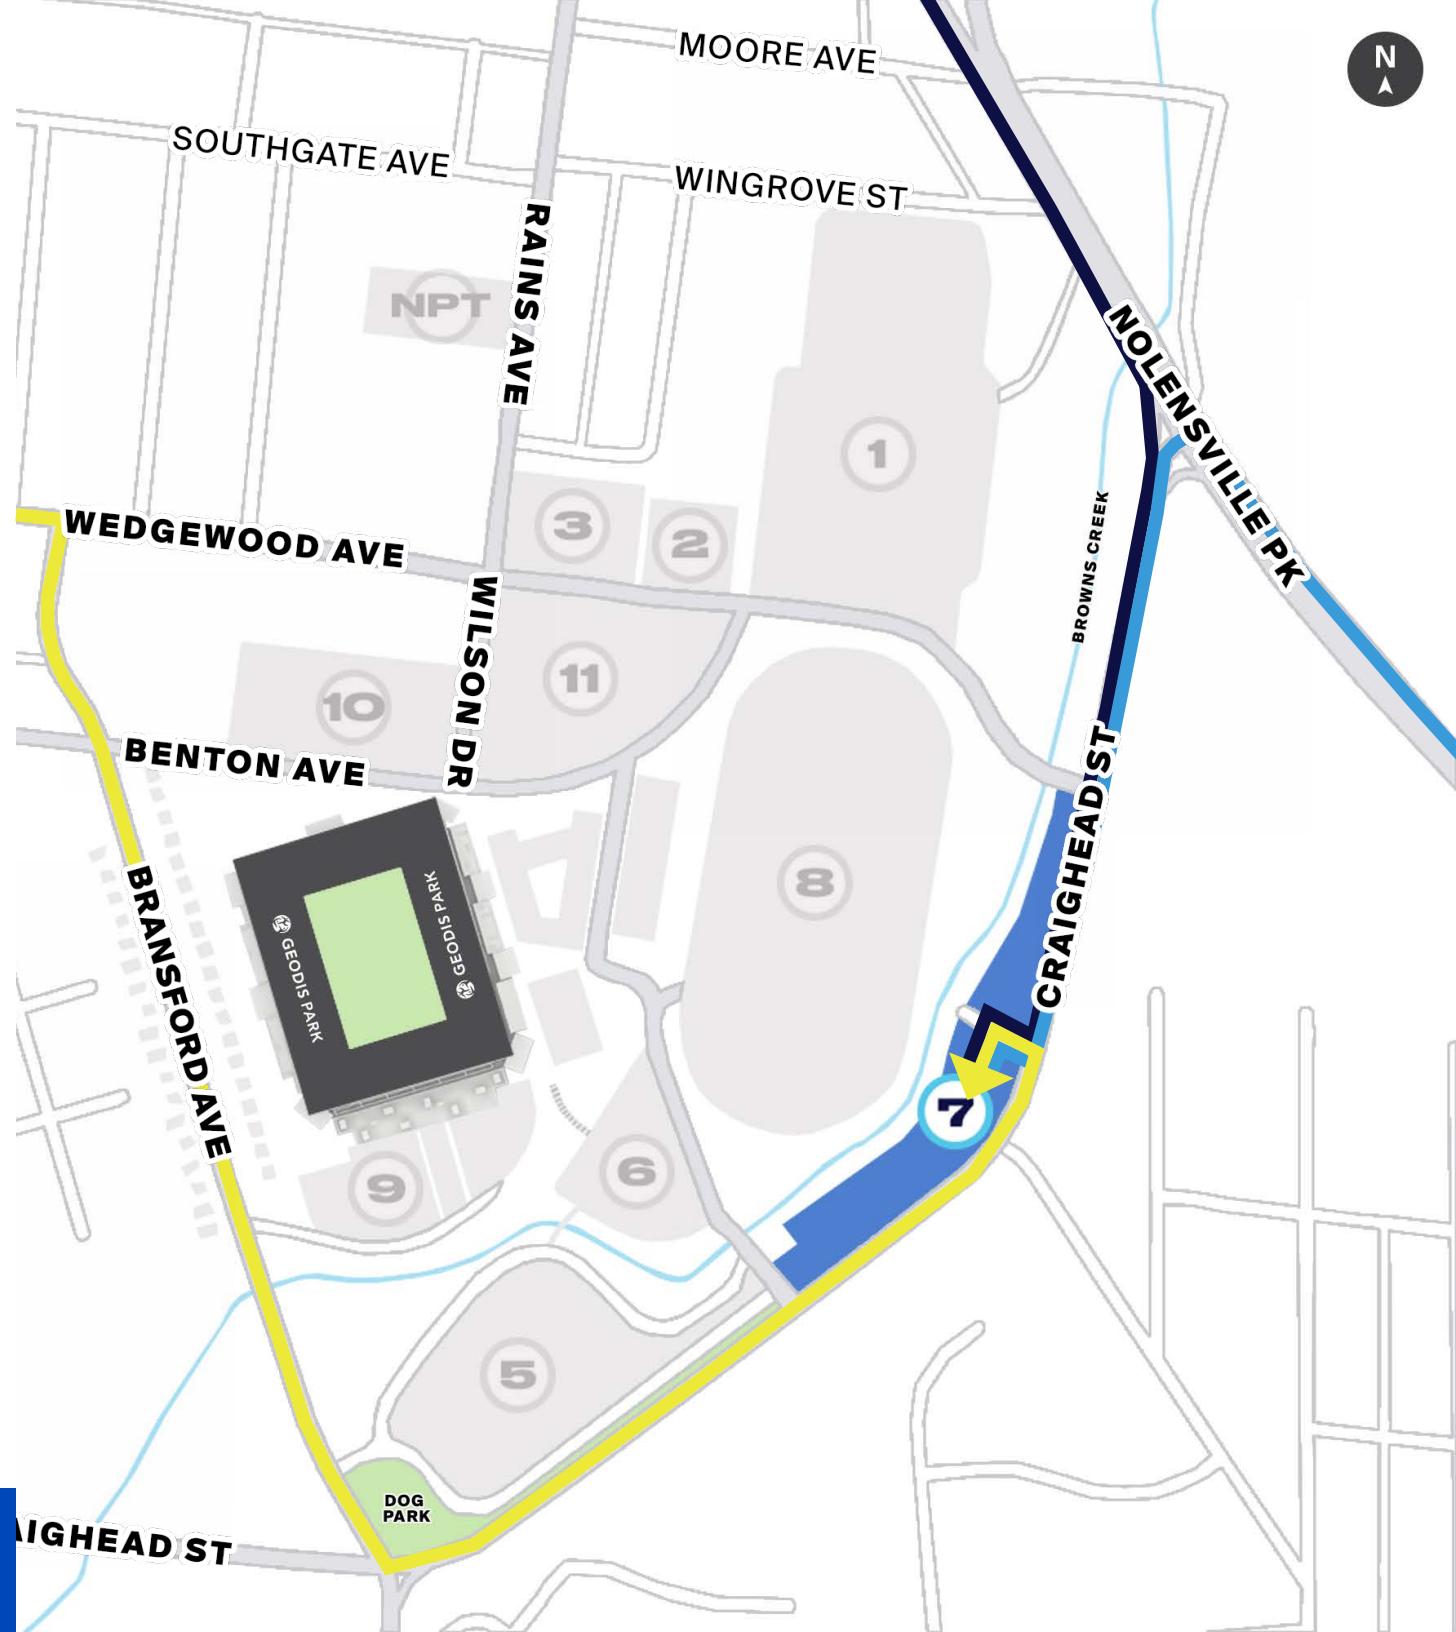 N
MOORE AVE
SOUTHGATE AVE
WINGROVE ST
RAINS AVE
NPT
NOLENSVILLE PK
1
3
2
WEDGEWOOD AVE
BROWNS CREEK
WILSON DR
11
10
BENTON AVE
CRAIGHEAD ST
8
BRANSFORD AVE
GEODIS PARK
GEODIS PARK
7
6
9
5
DOG
PARK
AIGHEAD ST